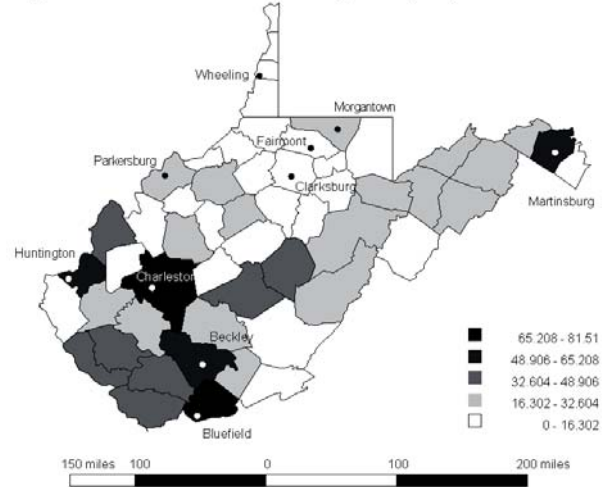 Wheeling
Morgantown
Fairmont
Parkersburg
Clarksburg
Martinsburg
Huntington
Charleston
Beckley
Bluefield
65.208 - 81.51
48.906 - 65.208
32.604 - 48.906
16.302 - 32.604
0 - 16.302
150 miles 100 0 100 200 miles